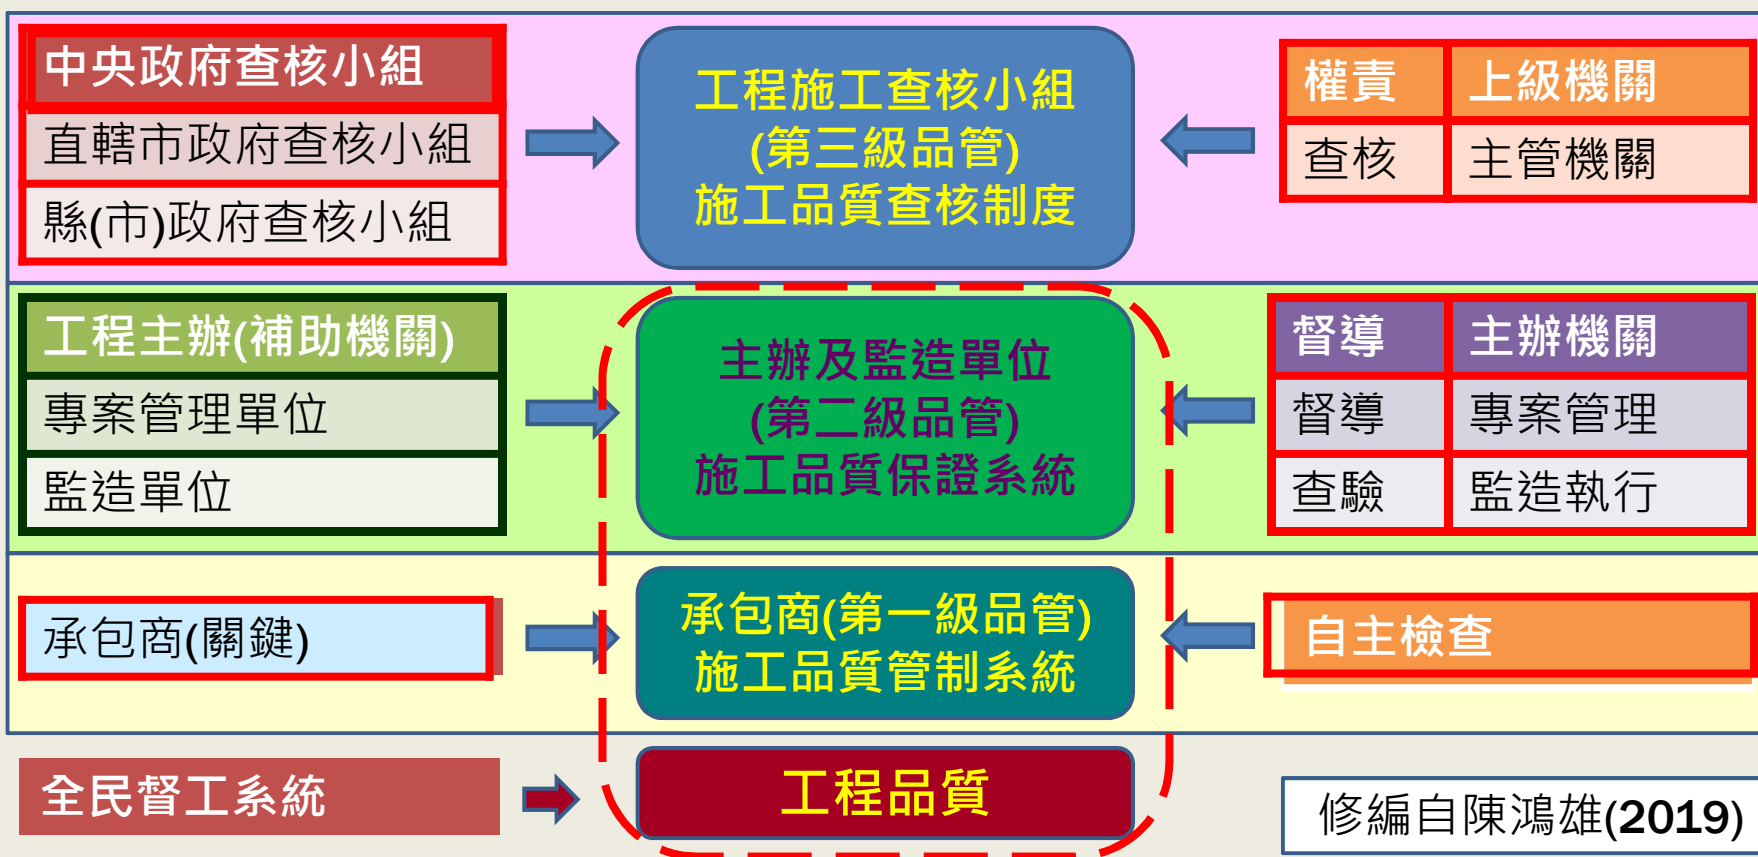 中央政府查核小組
直轄市政府查核小組
縣(市)政府查核小組
工程施工查核小組
(第三級品管)
施工品質查核制度
權責 上級機關
查核 主管機關
工程主辦(補助機關)
專案管理單位
監造單位
主辦及監造單位
(第二級品管)
施工品質保證系統
督導 主辦機關
督導 專案管理
查驗 監造執行
承包商(關鍵)
承包商(第一級品管)
施工品質管制系統
自主檢查
全民督工系統
工程品質
修編自陳鴻雄(2019)